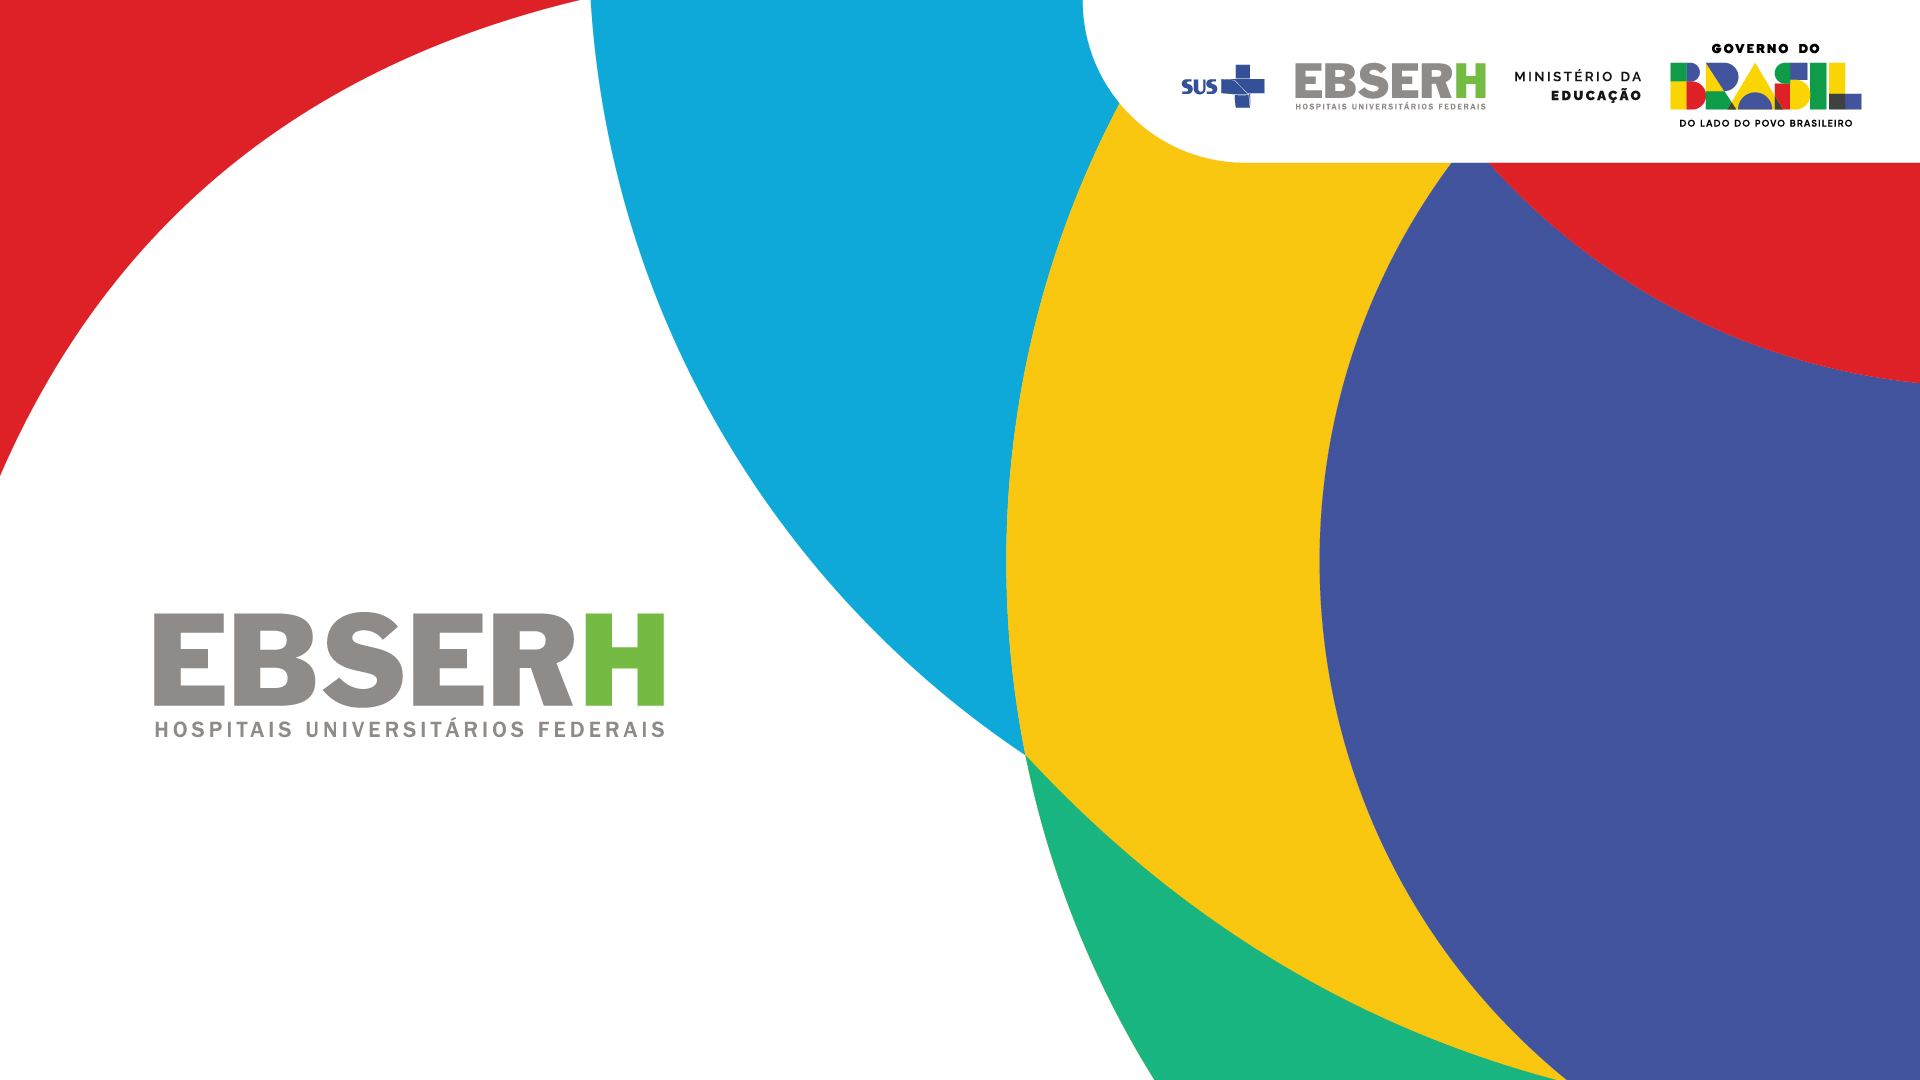 SUS
EBSERH
HOSPITAIS UNIVERSITÁRIOS FEDERAIS
MINISTÉRIO DA
EDUCAÇÃO
GOVERNO DO
BRASIL
DO LADO DO POVO BRASILEIRO
EBSERH
HOSPITAIS UNIVERSITÁRIOS FEDERAIS